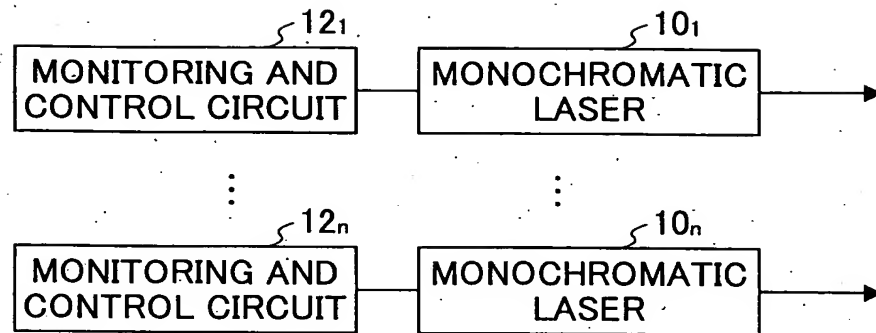 12₁ 10₁
MONITORING AND CONTROL CIRCUIT
MONOCHROMATIC LASER
12ₙ 10ₙ
MONITORING AND CONTROL CIRCUIT
MONOCHROMATIC LASER